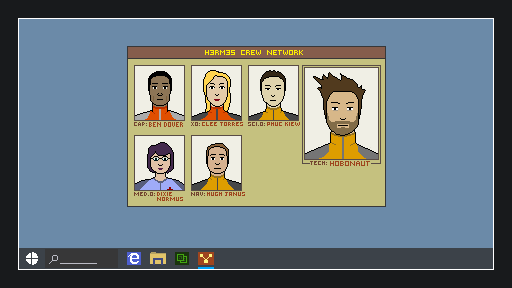 H3RM3S CREW NETWORK
CAP: BEN DOVER
XO: CLEE TORRES
SCI.O: PHUC KIEW
TECH: HOBONAUT
MED.O: DIXIE
NORMUS
NAV: HUGH JANUS